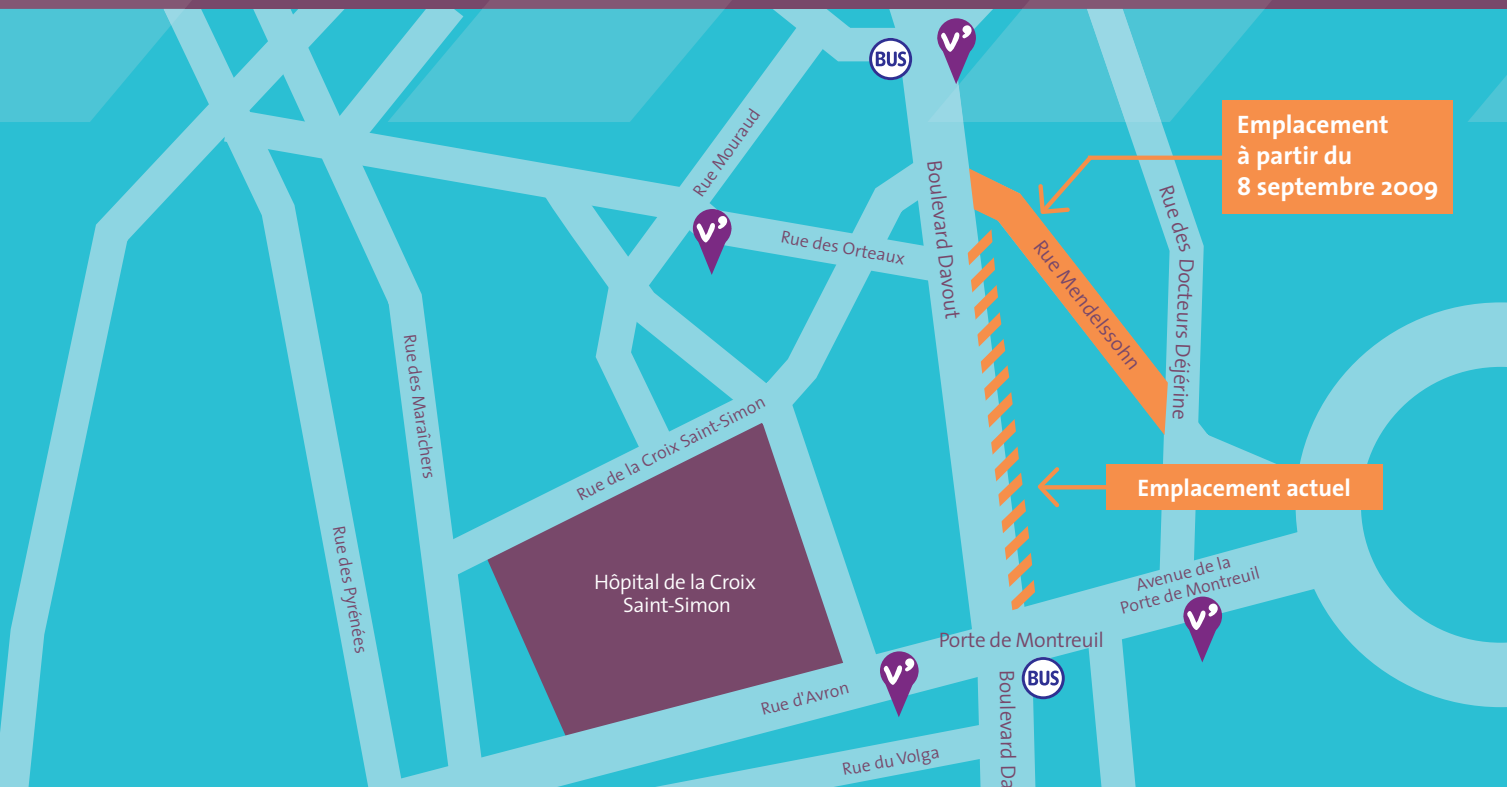 BUS
v’
Emplacement
à partir du
8 septembre 2009
Rue Mouraud
Boulevard Davout
Rue des Docteurs Déjérine
v’
Rue des Orteaux
Rue Mendelssohn
Rue des Maraîchers
Rue de la Croix Saint-Simon
Emplacement actuel
Rue des Pyrénées
Hôpital de la Croix
Saint-Simon
Avenue de la
Porte de Montreuil
v’
Porte de Montreuil
v’
BUS
Rue d'Avron
Boulevard Da
Rue du Volga